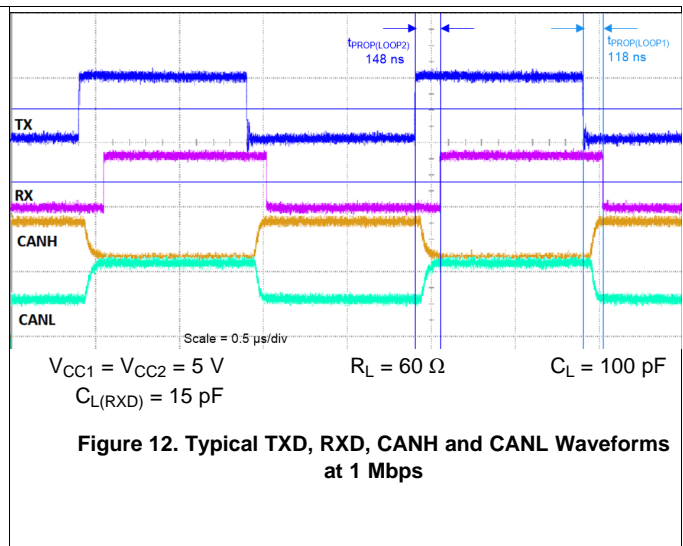 tPROP(LOOP2)
148 ns
tPROP(LOOP1)
118 ns
TX
RX
CANH
CANL
Scale = 0.5 µs/div
VCC1 = VCC2 = 5 V RL = 60 Ω CL = 100 pF
CL(RXD) = 15 pF
Figure 12. Typical TXD, RXD, CANH and CANL Waveforms
at 1 Mbps